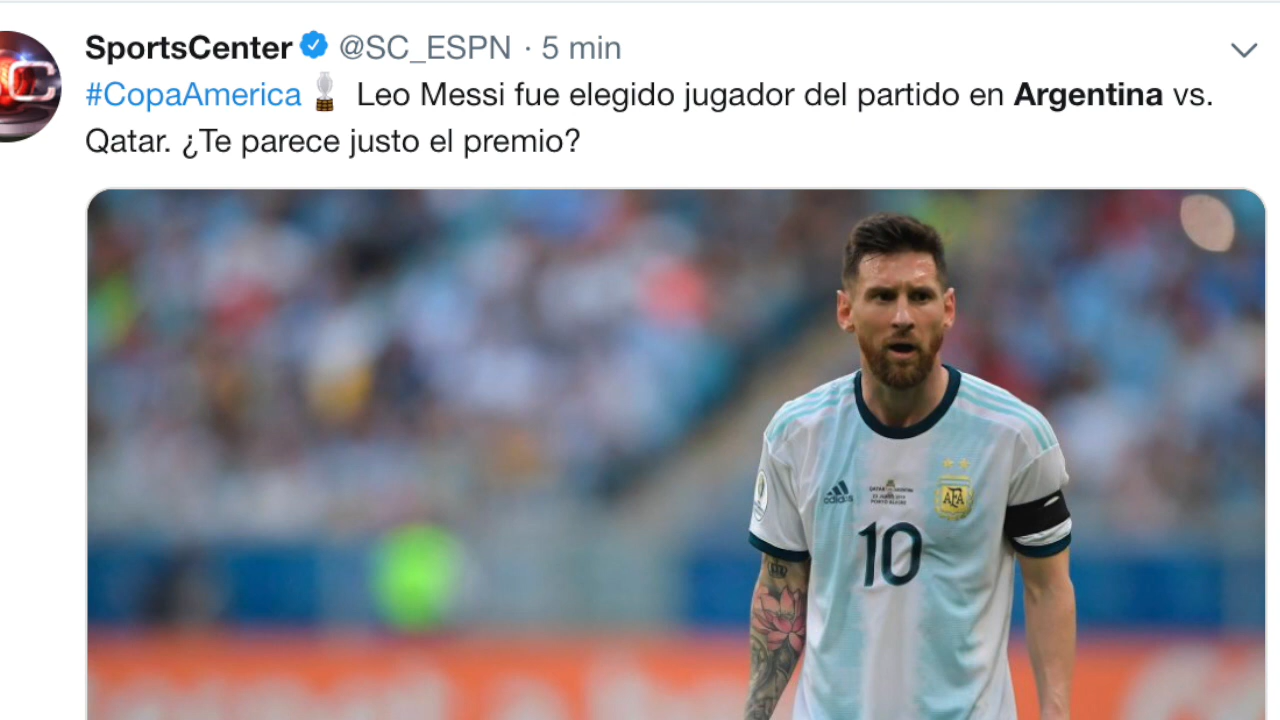 SportsCenter @SC_ESPN · 5 min
#CopaAmerica Leo Messi fue elegido jugador del partido en Argentina vs.
Qatar. ¿Te parece justo el premio?
adidas
AFA
10